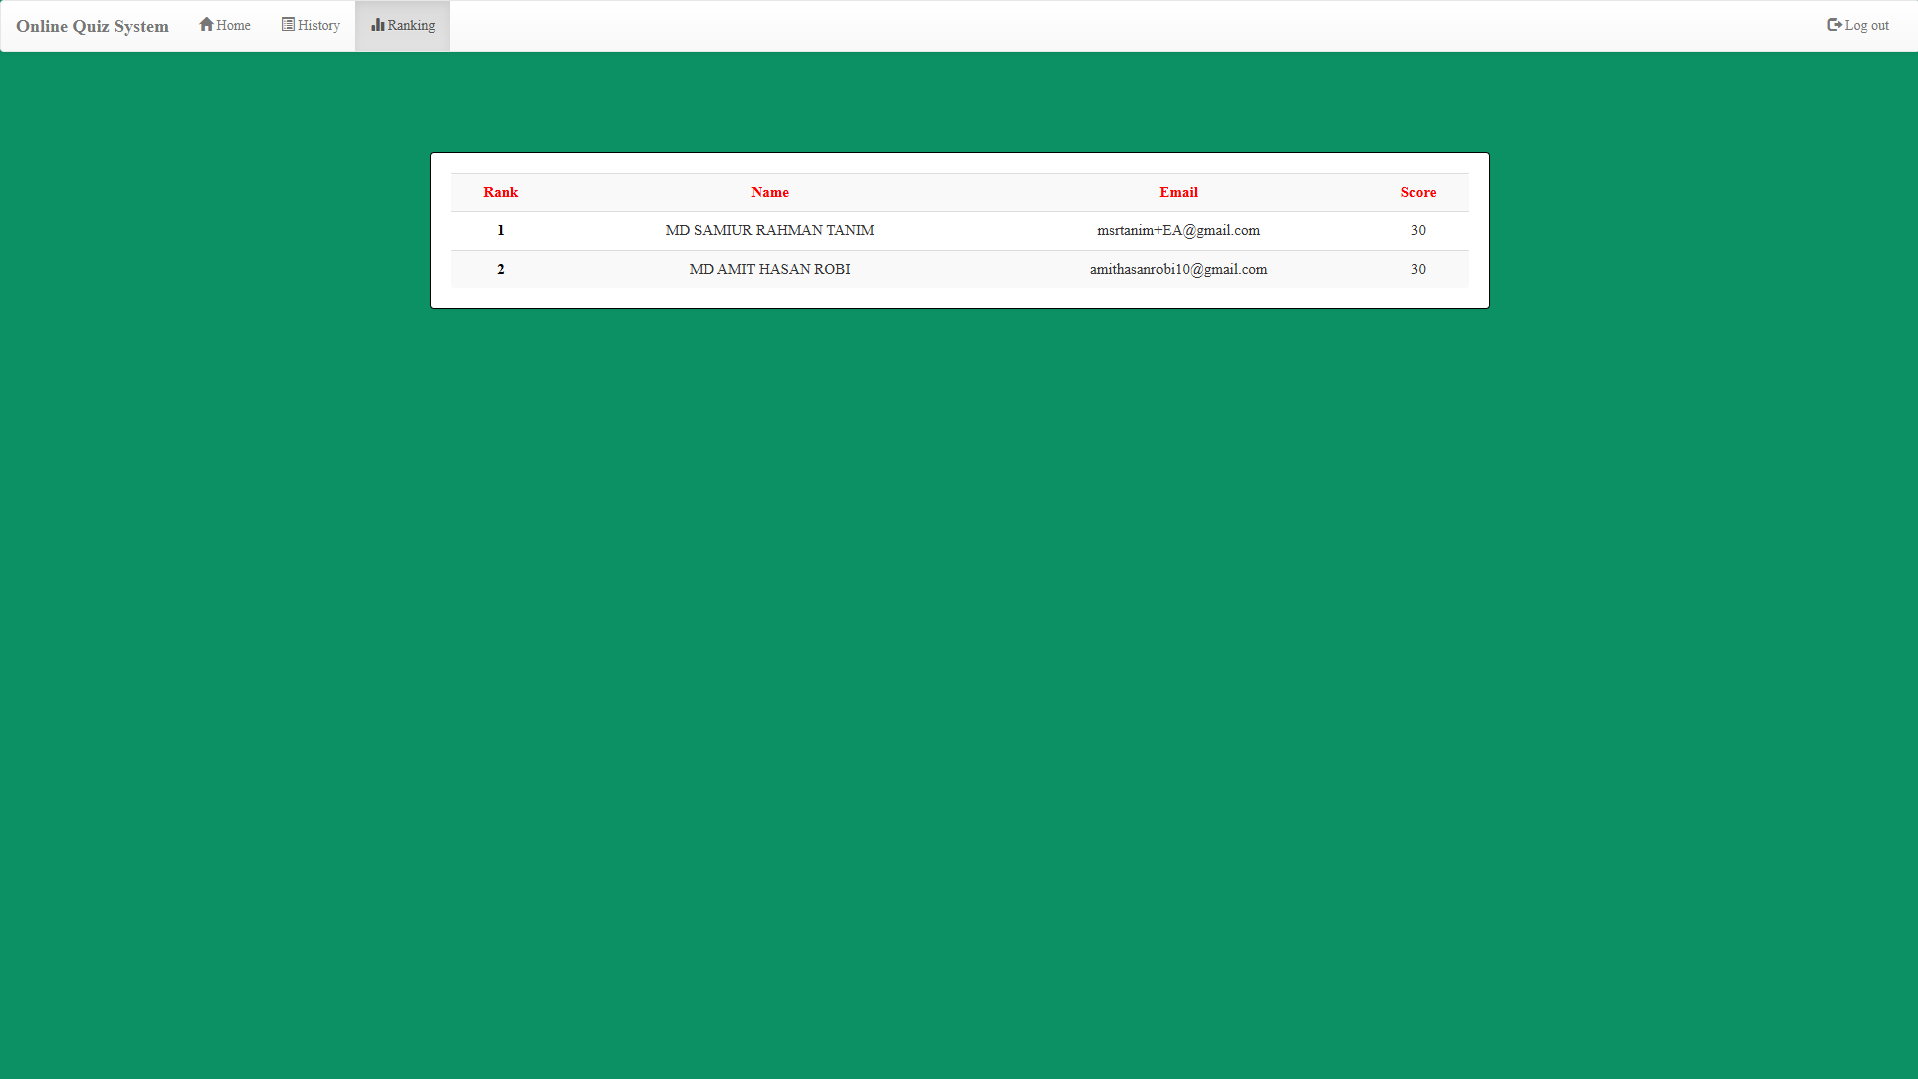 Online Quiz System Home History Ranking Log out
Rank Name Email Score
1 MD SAMIUR RAHMAN TANIM msrtanim+EA@gmail.com 30
2 MD AMIT HASAN ROBI amithasanrobi10@gmail.com 30